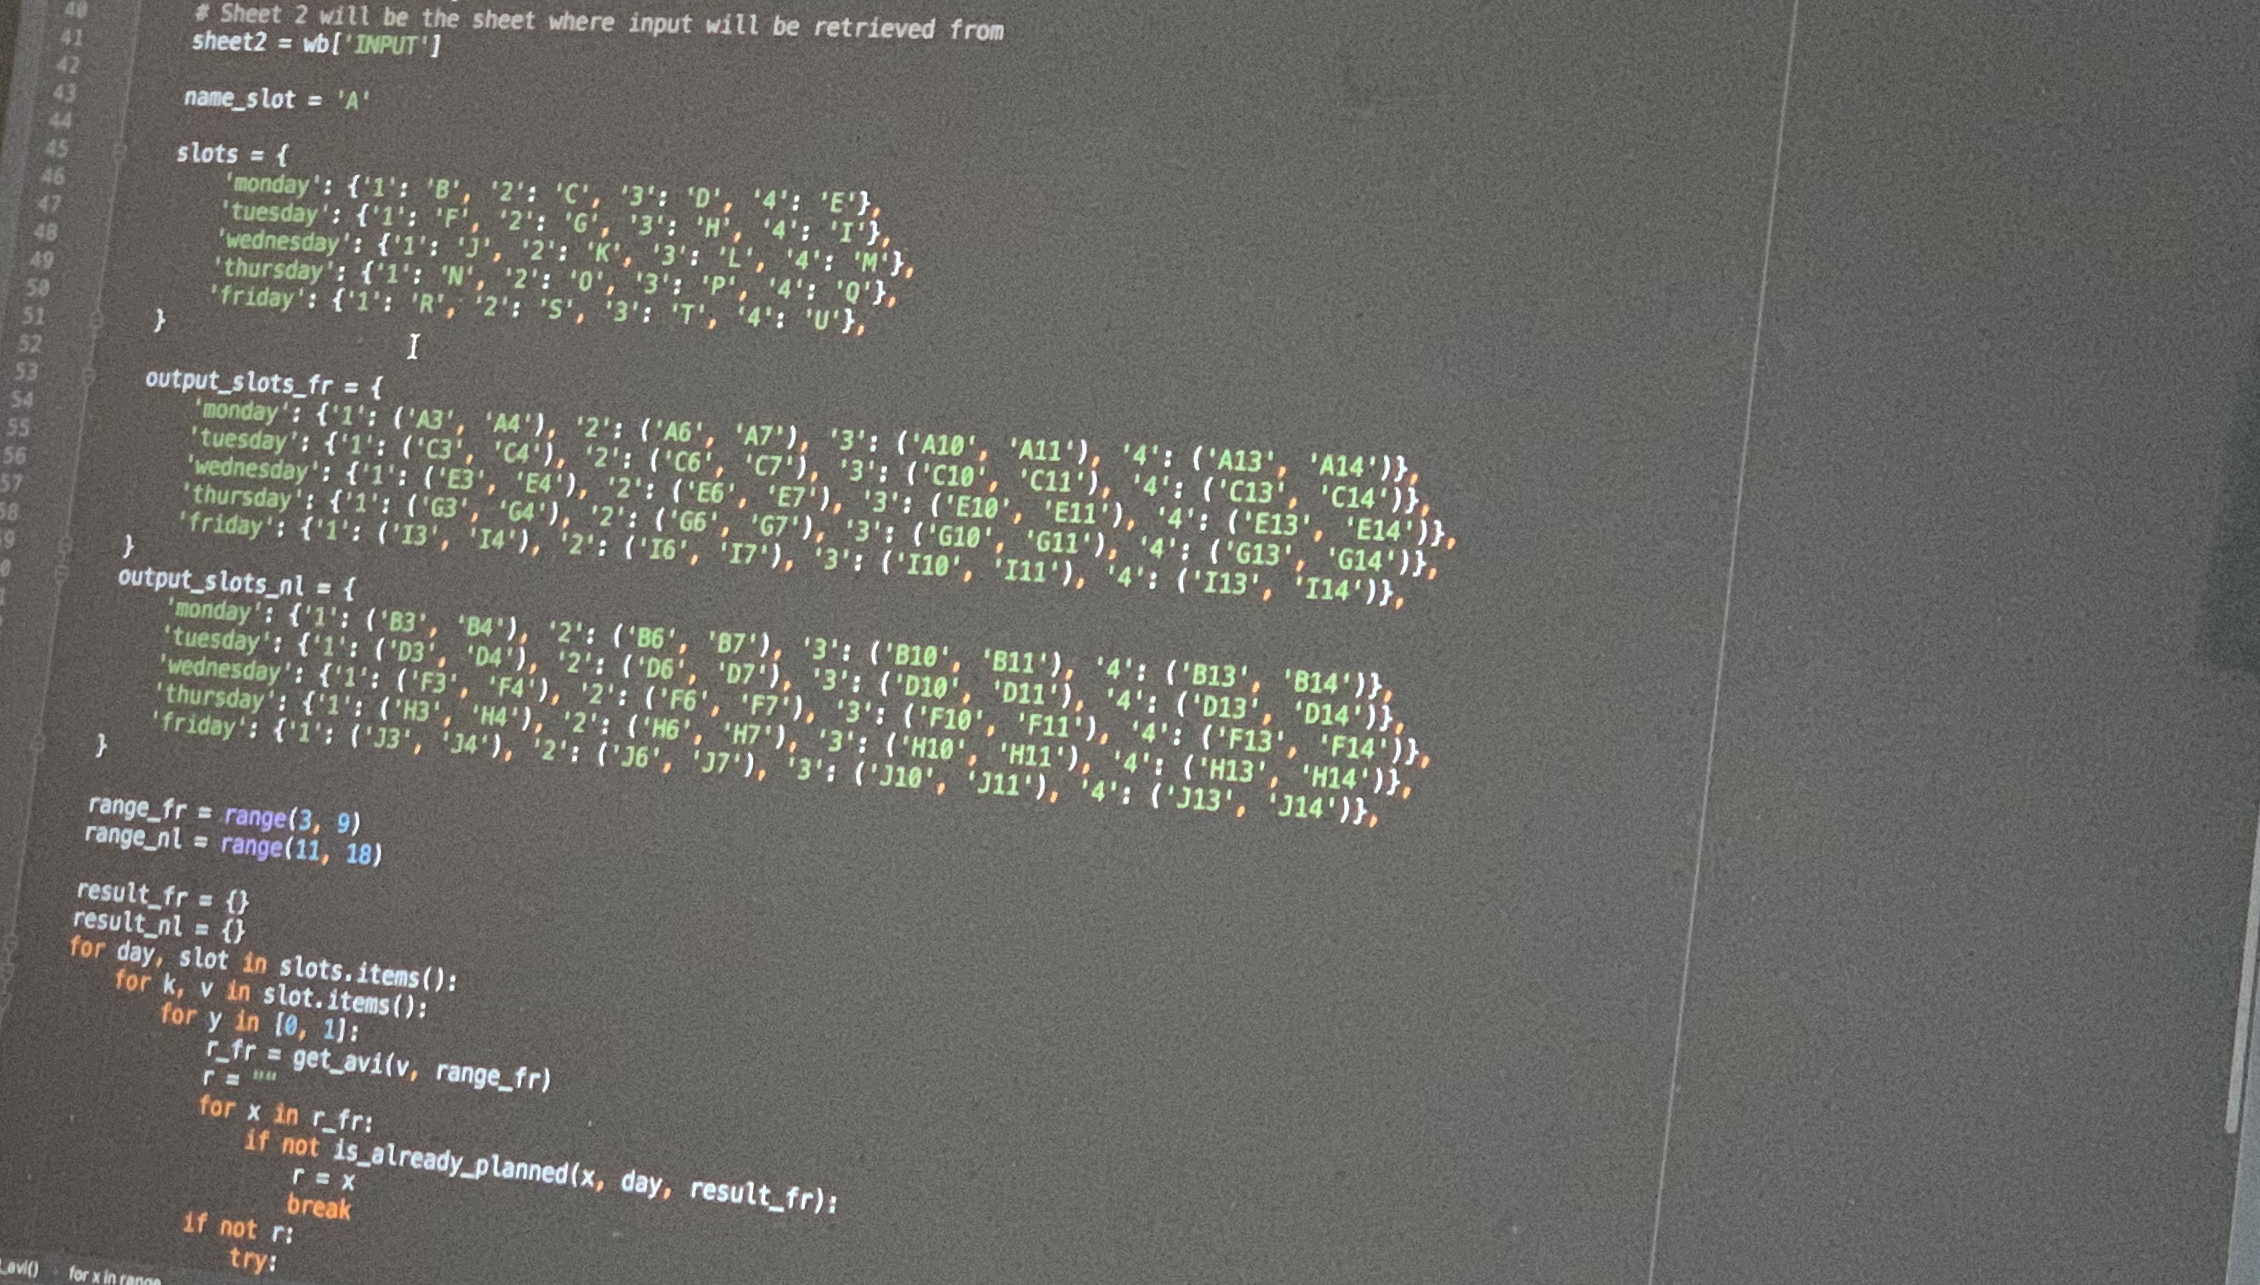 40 # Sheet 2 will be the sheet where input will be retrieved from
41 sheet2 = wb['INPUT']
42
43 name_slot = 'A'
44
45 slots = {
46 'monday': {'1': 'B', '2': 'C', '3': 'D', '4': 'E'},
47 'tuesday': {'1': 'F', '2': 'G', '3': 'H', '4': 'I'},
48 'wednesday': {'1': 'J', '2': 'K', '3': 'L', '4': 'M'},
49 'thursday': {'1': 'N', '2': 'O', '3': 'P', '4': 'Q'},
50 'friday': {'1': 'R', '2': 'S', '3': 'T', '4': 'U'},
51 }
52
53 output_slots_fr = {
54 'monday': {'1': ('A3', 'A4'), '2': ('A6', 'A7'), '3': ('A10', 'A11'), '4': ('A13', 'A14')},
55 'tuesday': {'1': ('C3', 'C4'), '2': ('C6', 'C7'), '3': ('C10', 'C11'), '4': ('C13', 'C14')},
56 'wednesday': {'1': ('E3', 'E4'), '2': ('E6', 'E7'), '3': ('E10', 'E11'), '4': ('E13', 'E14')},
57 'thursday': {'1': ('G3', 'G4'), '2': ('G6', 'G7'), '3': ('G10', 'G11'), '4': ('G13', 'G14')},
58 'friday': {'1': ('I3', 'I4'), '2': ('I6', 'I7'), '3': ('I10', 'I11'), '4': ('I13', 'I14')},
9 }
0 output_slots_nl = {
'monday': {'1': ('B3', 'B4'), '2': ('B6', 'B7'), '3': ('B10', 'B11'), '4': ('B13', 'B14')},
'tuesday': {'1': ('D3', 'D4'), '2': ('D6', 'D7'), '3': ('D10', 'D11'), '4': ('D13', 'D14')},
'wednesday': {'1': ('F3', 'F4'), '2': ('F6', 'F7'), '3': ('F10', 'F11'), '4': ('F13', 'F14')},
'thursday': {'1': ('H3', 'H4'), '2': ('H6', 'H7'), '3': ('H10', 'H11'), '4': ('H13', 'H14')},
'friday': {'1': ('J3', 'J4'), '2': ('J6', 'J7'), '3': ('J10', 'J11'), '4': ('J13', 'J14')},
}
range_fr = range(3, 9)
range_nl = range(11, 18)
result_fr = {}
result_nl = {}
for day, slot in slots.items():
for k, v in slot.items():
for y in [0, 1]:
r_fr = get_avi(v, range_fr)
r = ""
for x in r_fr:
if not is_already_planned(x, day, result_fr):
r = x
break
if not r:
try:
_avi() for x in range